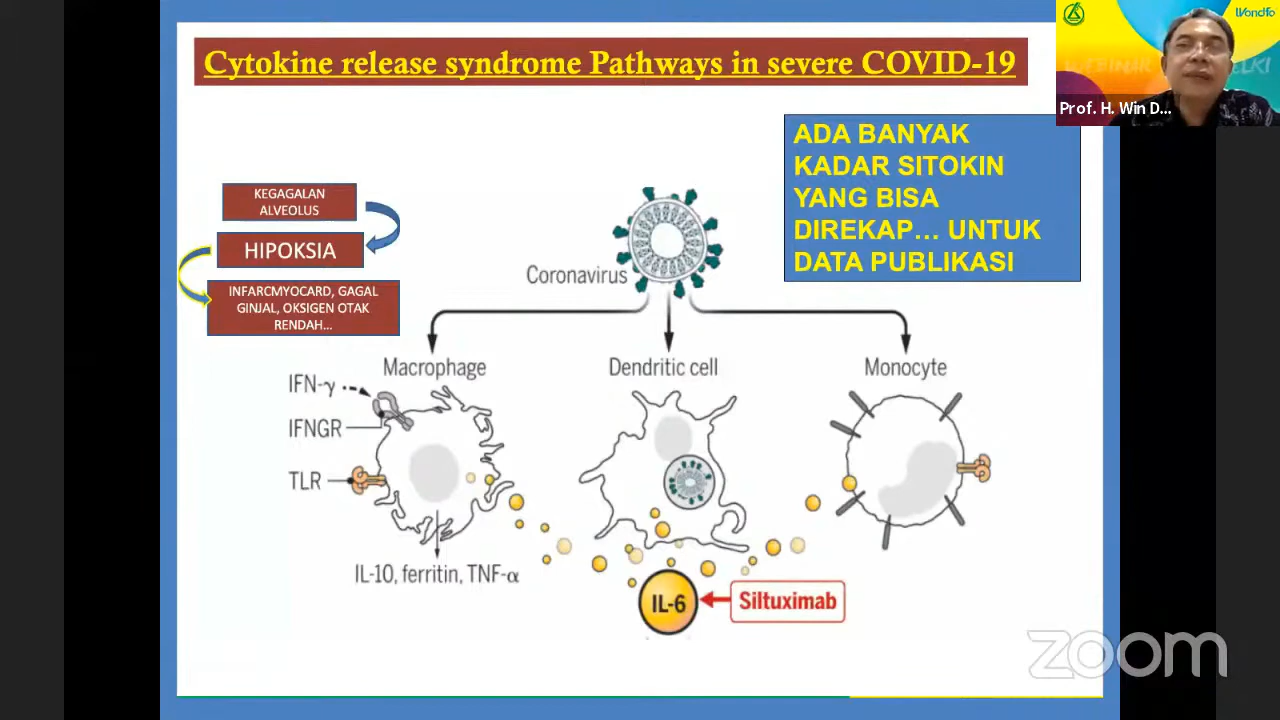 Cytokine release syndrome Pathways in severe COVID-19
Wondfo
Prof. H. Win D...
ADA BANYAK
KADAR SITOKIN
YANG BISA
DIREKAP... UNTUK
DATA PUBLIKASI
KEGAGALAN
ALVEOLUS
HIPOKSIA
INFARCMYOCARD, GAGAL
GINJAL, OKSIGEN OTAK
RENDAH...
Coronavirus
Macrophage
Dendritic cell
Monocyte
IFN-γ
IFNGR
TLR
IL-10, ferritin, TNF-α
IL-6
Siltuximab
zoom